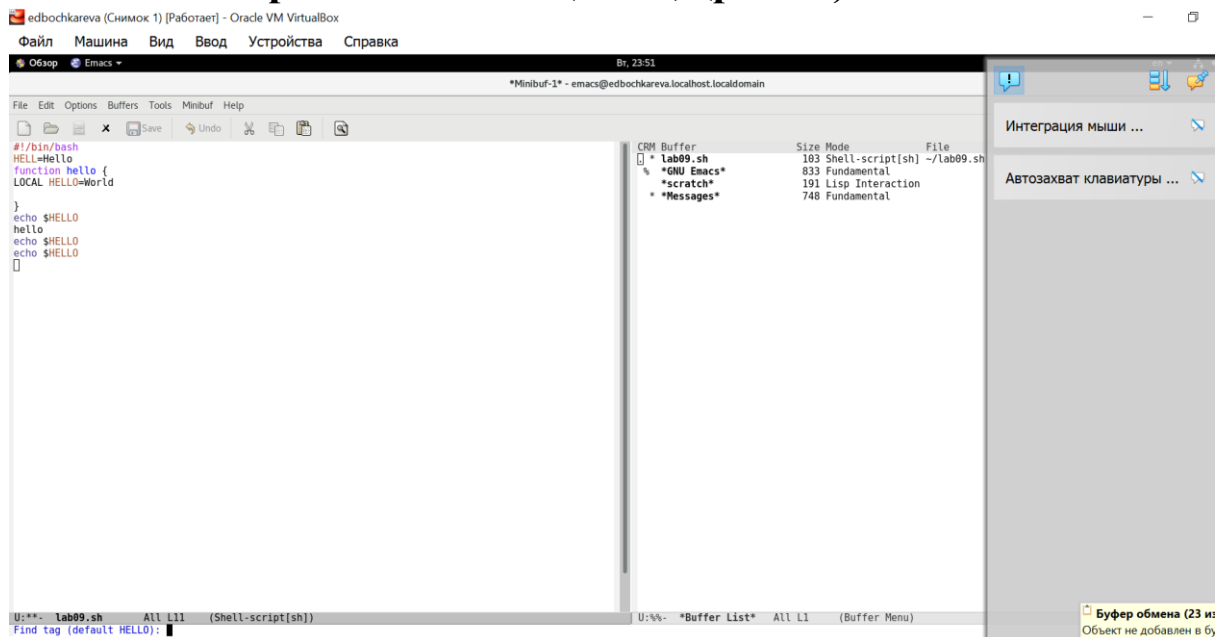 edbochkareva (Снимок 1) [Работает] - Oracle VM VirtualBox
Файл Машина Вид Ввод Устройства Справка
Обзор Emacs Вт, 23:51
*Minibuf-1* - emacs@edbochkareva.localhost.localdomain
File Edit Options Buffers Tools Minibuf Help
Save Undo
#!/bin/bash
HELL=Hello
function hello {
LOCAL HELLO=World
}
echo $HELLO
hello
echo $HELLO
echo $HELLO
U:**- lab09.sh All L11 (Shell-script[sh])
Find tag (default HELLO):
CRM Buffer Size Mode File
. * lab09.sh 103 Shell-script[sh] ~/lab09.sh
% *GNU Emacs* 833 Fundamental
*scratch* 191 Lisp Interaction
* *Messages* 748 Fundamental
U:%%- *Buffer List* All L1 (Buffer Menu)
Интеграция мыши ...
Автозахват клавиатуры ...
Буфер обмена (23 из
Объект не добавлен в бу